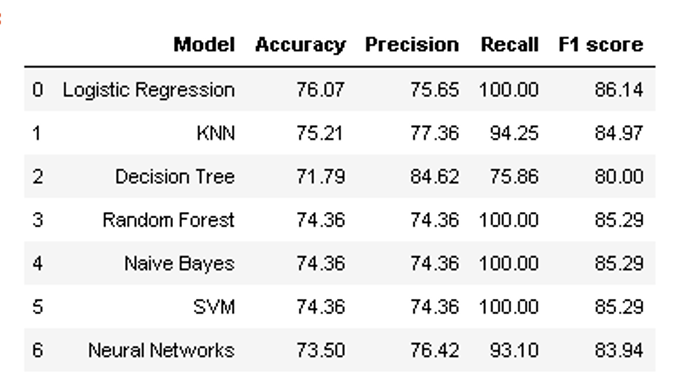 Model Accuracy Precision Recall F1 score
0 Logistic Regression 76.07 75.65 100.00 86.14
1 KNN 75.21 77.36 94.25 84.97
2 Decision Tree 71.79 84.62 75.86 80.00
3 Random Forest 74.36 74.36 100.00 85.29
4 Naive Bayes 74.36 74.36 100.00 85.29
5 SVM 74.36 74.36 100.00 85.29
6 Neural Networks 73.50 76.42 93.10 83.94